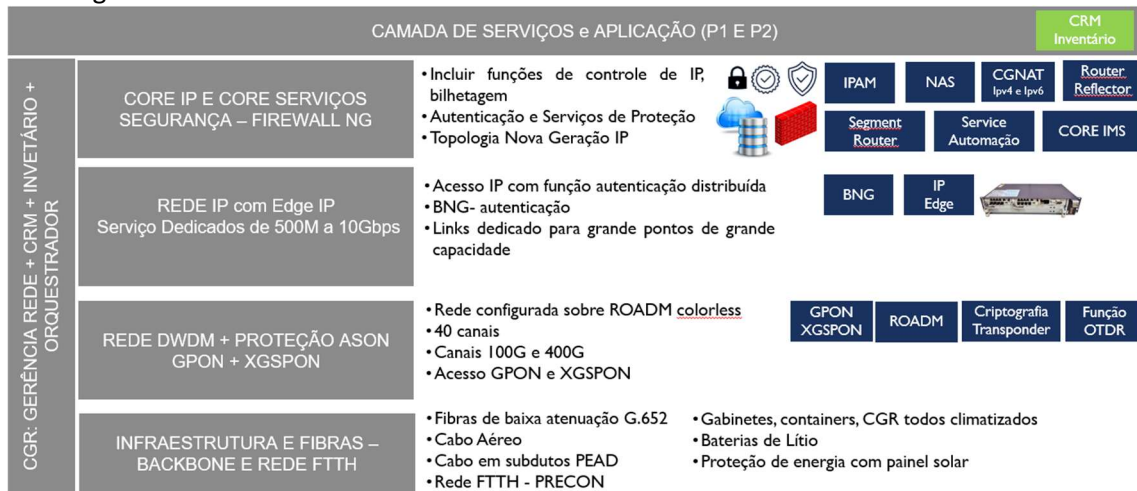 CAMADA DE SERVIÇOS e APLICAÇÃO (P1 E P2)
CRM
Inventário
CGR: GERÊNCIA REDE + CRM + INVETÁRIO +
ORQUESTRADOR
CORE IP E CORE SERVIÇOS
SEGURANÇA – FIREWALL NG
•Incluir funções de controle de IP,
bilhetagem
•Autenticação e Serviços de Proteção
•Topologia Nova Geração IP
IPAM
NAS
CGNAT
Ipv4 e Ipv6
Router
Reflector
Segment
Router
Service
Automação
CORE IMS
REDE IP com Edge IP
Serviço Dedicados de 500M a 10Gbps
•Acesso IP com função autenticação distribuída
•BNG- autenticação
•Links dedicado para grande pontos de grande
capacidade
BNG
IP
Edge
REDE DWDM + PROTEÇÃO ASON
GPON + XGSPON
•Rede configurada sobre ROADM colorless
•40 canais
•Canais 100G e 400G
•Acesso GPON e XGSPON
GPON
XGSPON
ROADM
Criptografia
Transponder
Função
OTDR
INFRAESTRUTURA E FIBRAS –
BACKBONE E REDE FTTH
•Fibras de baixa atenuação G.652
•Cabo Aéreo
•Cabo em subdutos PEAD
•Rede FTTH - PRECON
•Gabinetes, containers, CGR todos climatizados
•Baterias de Lítio
•Proteção de energia com painel solar